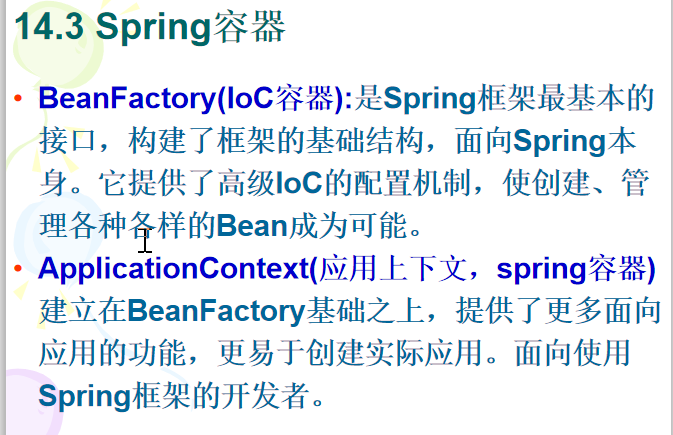 14.3 Spring容器
• BeanFactory(IoC容器):是Spring框架最基本的
接口，构建了框架的基础结构，面向Spring本
身。它提供了高级IoC的配置机制，使创建、管
理各种各样的Bean成为可能。
• ApplicationContext(应用上下文，spring容器)
建立在BeanFactory基础之上，提供了更多面向
应用的功能，更易于创建实际应用。面向使用
Spring框架的开发者。